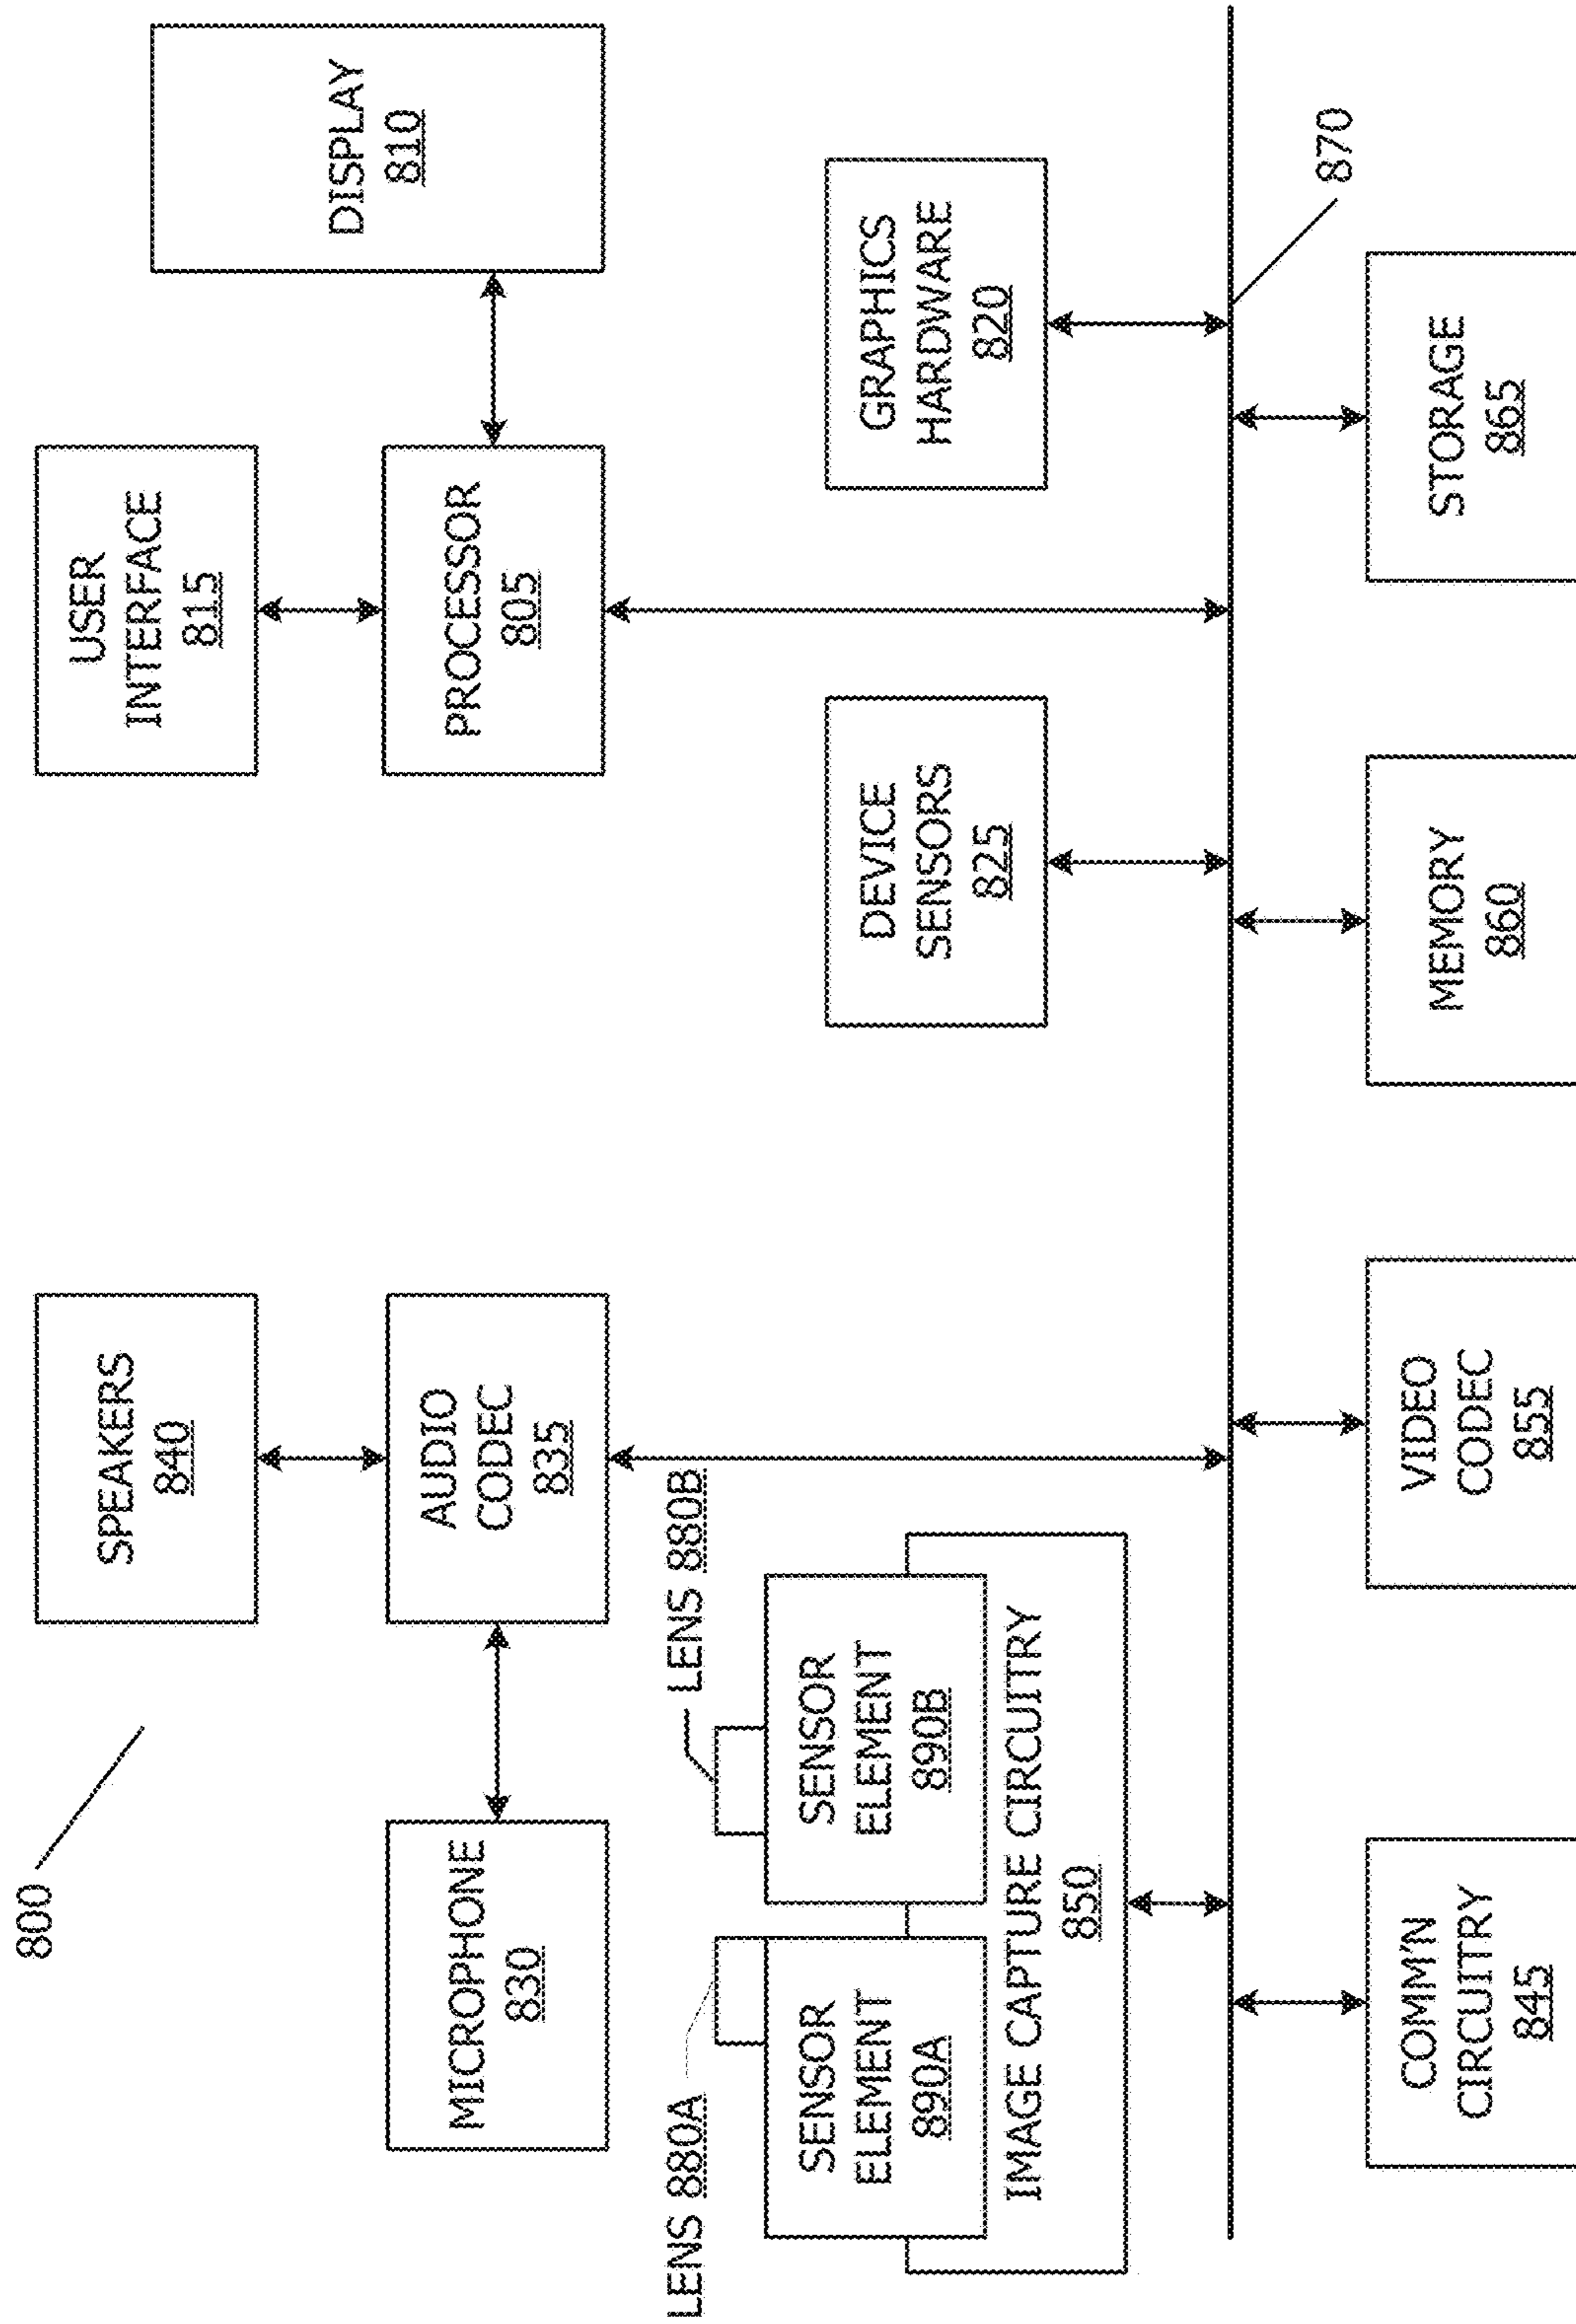 800
SPEAKERS
840
USER
INTERFACE
815
MICROPHONE
830
AUDIO
CODEC
835
PROCESSOR
805
DISPLAY
810
LENS 880A
LENS 880B
SENSOR
ELEMENT
890A
SENSOR
ELEMENT
890B
IMAGE CAPTURE CIRCUITRY
850
DEVICE
SENSORS
825
GRAPHICS
HARDWARE
820
870
COMM'N
CIRCUITRY
845
VIDEO
CODEC
855
MEMORY
860
STORAGE
865